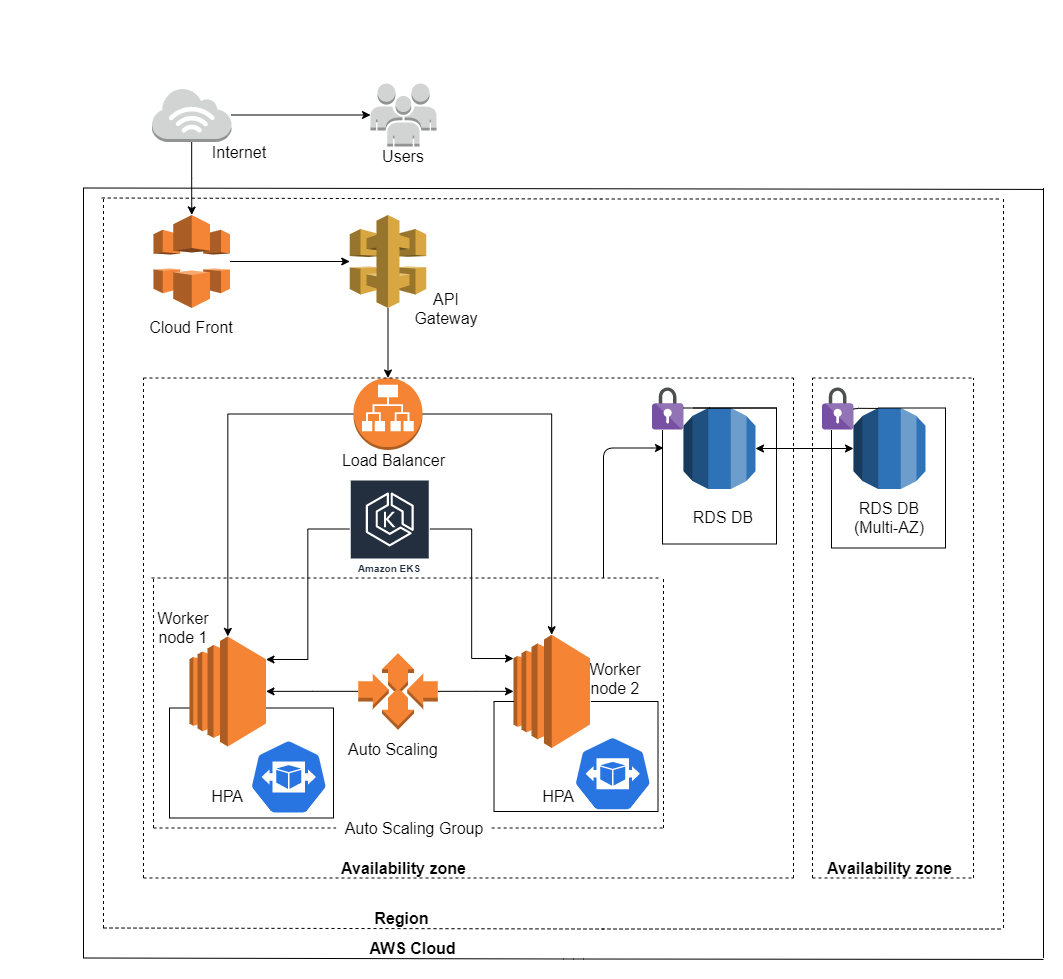 Internet
Users
Cloud Front
API
Gateway
Load Balancer
K
Amazon EKS
RDS DB
RDS DB
(Multi-AZ)
Worker
node 1
Worker
node 2
Auto Scaling
HPA
HPA
Auto Scaling Group
Availability zone
Availability zone
Region
AWS Cloud